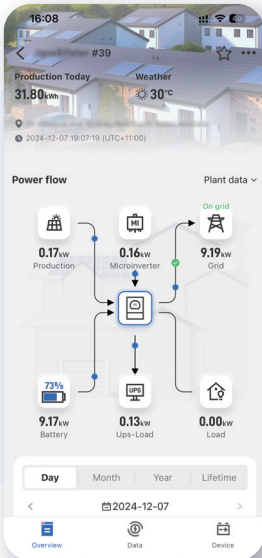 16:08
#39
Production Today
Weather
31.80kWh
30°C
2024-12-07 19:07:19 (UTC+11:00)
Power flow
Plant data
On grid
MI
0.17kW
0.16kW
9.19kW
Production
Microinverter
Grid
73%
UPS
9.17kW
0.13kW
0.00kW
Battery
Ups-Load
Load
Day
Month
Year
Lifetime
2024-12-07
Overview
Data
Device